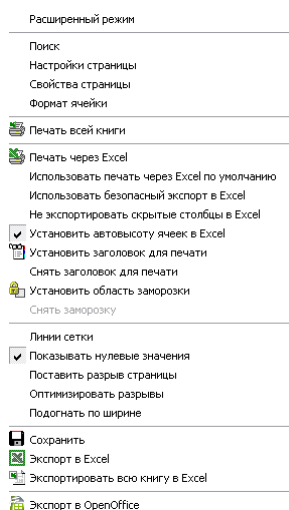 Расширенный режим
Поиск
Настройки страницы
Свойства страницы
Формат ячейки
Печать всей книги
Печать через Excel
Использовать печать через Excel по умолчанию
Использовать безопасный экспорт в Excel
Не экспортировать скрытые столбцы в Excel
Установить автовысоту ячеек в Excel
Установить заголовок для печати
Снять заголовок для печати
Установить область заморозки
Снять заморозку
Линии сетки
Показывать нулевые значения
Поставить разрыв страницы
Оптимизировать разрывы
Подогнать по ширине
Сохранить
Экспорт в Excel
Экспортировать всю книгу в Excel
Экспорт в OpenOffice